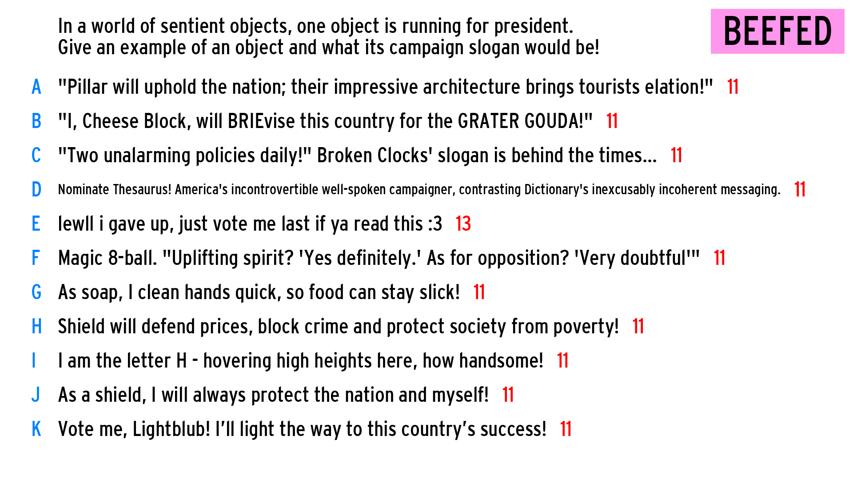 In a world of sentient objects, one object is running for president.
Give an example of an object and what its campaign slogan would be!
BEEFED
A "Pillar will uphold the nation; their impressive architecture brings tourists elation!" 11
B "I, Cheese Block, will BRIEvise this country for the GRATER GOUDA!" 11
C "Two unalarming policies daily!" Broken Clocks' slogan is behind the times... 11
D Nominate Thesaurus! America's incontrovertible well-spoken campaigner, contrasting Dictionary's inexcusably incoherent messaging. 11
E lewll i gave up, just vote me last if ya read this :3 13
F Magic 8-ball. "Uplifting spirit? 'Yes definitely.' As for opposition? 'Very doubtful'" 11
G As soap, I clean hands quick, so food can stay slick! 11
H Shield will defend prices, block crime and protect society from poverty! 11
I I am the letter H - hovering high heights here, how handsome! 11
J As a shield, I will always protect the nation and myself! 11
K Vote me, Lightblub! I’ll light the way to this country’s success! 11